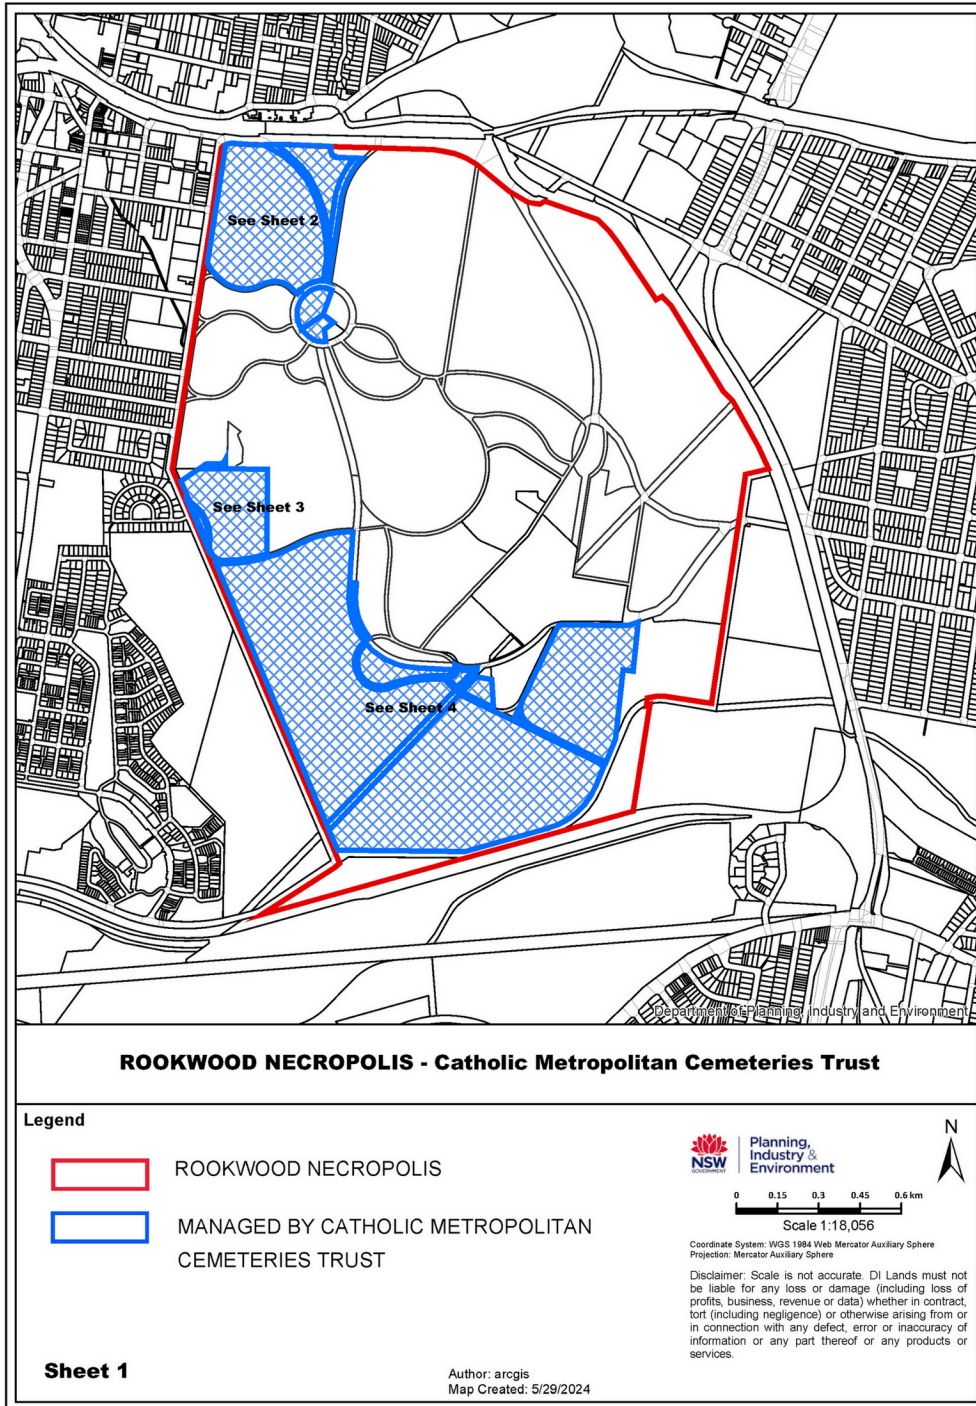 See Sheet 2
See Sheet 3
See Sheet 4
Department of Planning, Industry and Environment
ROOKWOOD NECROPOLIS - Catholic Metropolitan Cemeteries Trust
Legend
ROOKWOOD NECROPOLIS
MANAGED BY CATHOLIC METROPOLITAN
CEMETERIES TRUST
NSW
GOVERNMENT
Planning,
Industry &
Environment
N
0 0.15 0.3 0.45 0.6 km
Scale 1:18,056
Coordinate System: WGS 1984 Web Mercator Auxiliary Sphere
Projection: Mercator Auxiliary Sphere
Disclaimer: Scale is not accurate. DI Lands must not
be liable for any loss or damage (including loss of
profits, business, revenue or data) whether in contract,
tort (including negligence) or otherwise arising from or
in connection with any defect, error or inaccuracy of
information or any part thereof or any products or
services.
Sheet 1
Author: arcgis
Map Created: 5/29/2024